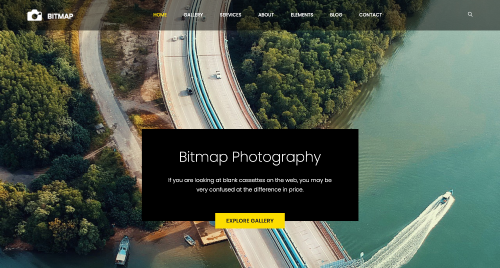 BITMAP
HOME GALLERY SERVICES ABOUT ELEMENTS BLOG CONTACT
Bitmap Photography
If you are looking at blank cassettes on the web, you may be
very confused at the difference in price.
EXPLORE GALLERY